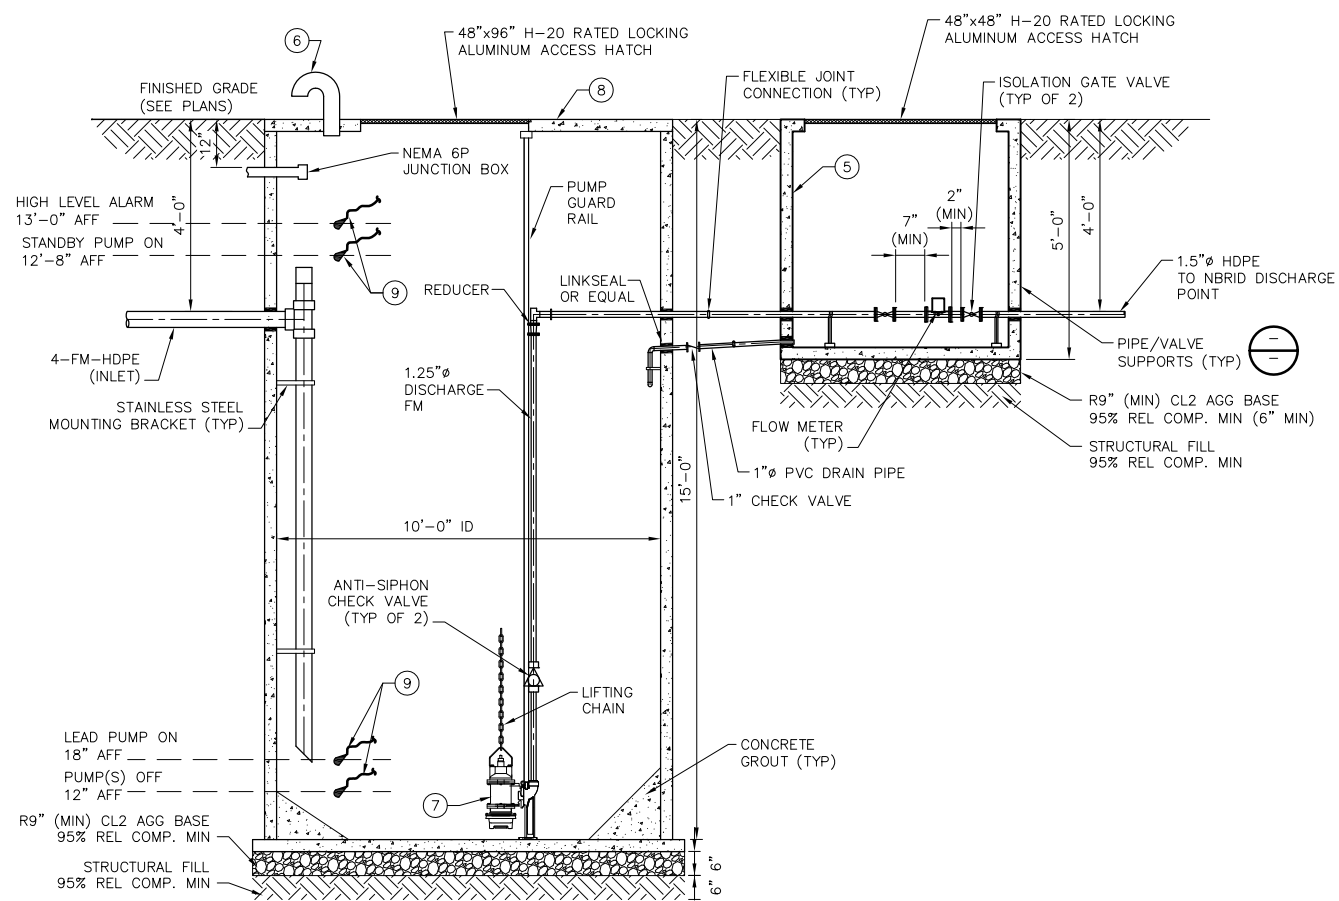 6
48"x96" H-20 RATED LOCKING
ALUMINUM ACCESS HATCH
48"x48" H-20 RATED LOCKING
ALUMINUM ACCESS HATCH
FINISHED GRADE
(SEE PLANS)
8
FLEXIBLE JOINT
CONNECTION (TYP)
ISOLATION GATE VALVE
(TYP OF 2)
12"
NEMA 6P
JUNCTION BOX
5
HIGH LEVEL ALARM
13'-0" AFF
4'-0"
PUMP
GUARD
RAIL
7"
(MIN)
2"
(MIN)
5'-0"
4'-0"
STANDBY PUMP ON
12'-8" AFF
9
REDUCER
LINKSEAL
OR EQUAL
1.5"ø HDPE
TO NBRID DISCHARGE
POINT
4-FM-HDPE
(INLET)
PIPE/VALVE
SUPPORTS (TYP)
–
–
STAINLESS STEEL
MOUNTING BRACKET (TYP)
1.25"ø
DISCHARGE
FM
R9" (MIN) CL2 AGG BASE
95% REL COMP. MIN (6" MIN)
FLOW METER
(TYP)
STRUCTURAL FILL
95% REL COMP. MIN
1"ø PVC DRAIN PIPE
1" CHECK VALVE
15'-0"
10'-0" ID
ANTI-SIPHON
CHECK VALVE
(TYP OF 2)
9
LIFTING
CHAIN
LEAD PUMP ON
18" AFF
PUMP(S) OFF
12" AFF
CONCRETE
GROUT (TYP)
7
R9" (MIN) CL2 AGG BASE
95% REL COMP. MIN
STRUCTURAL FILL
95% REL COMP. MIN
6" 6"